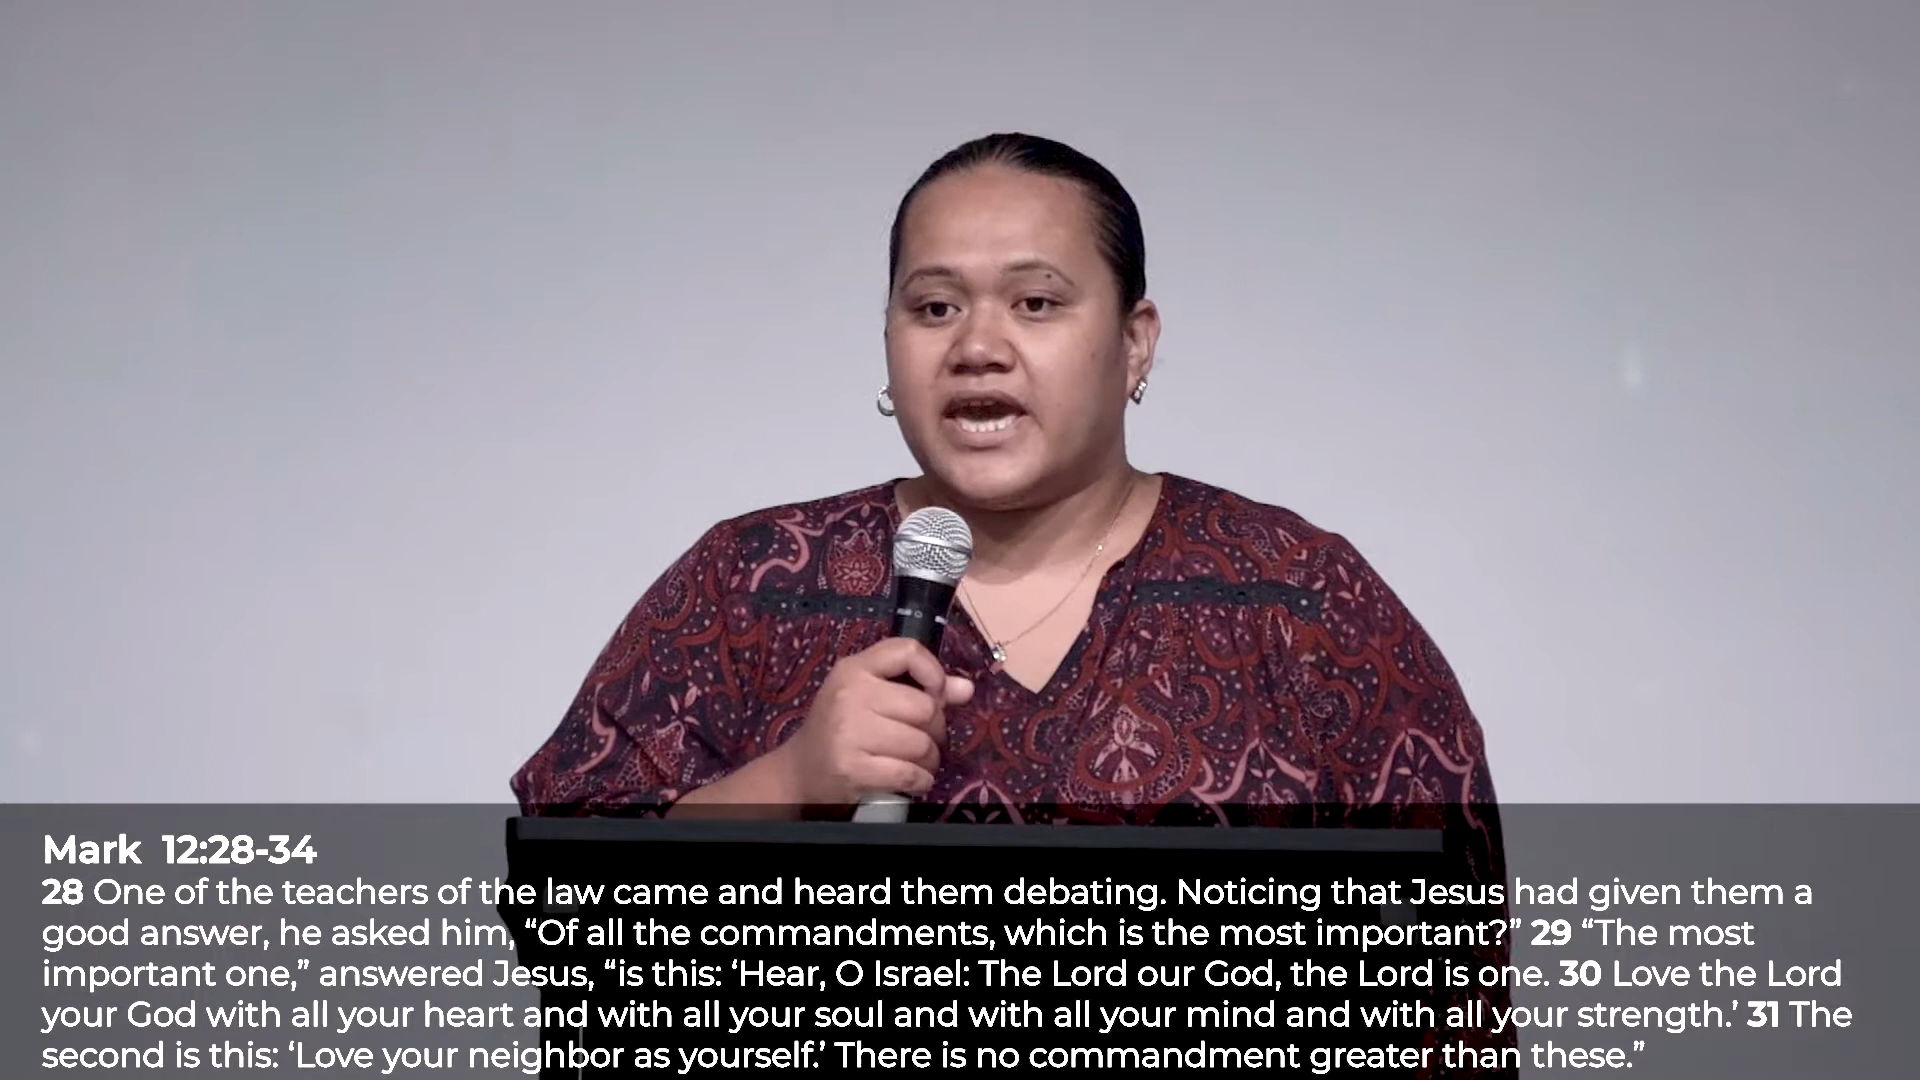 Mark  12:28-34
28 One of the teachers of the law came and heard them debating. Noticing that Jesus had given them a
good answer, he asked him, “Of all the commandments, which is the most important?” 29 “The most
important one,” answered Jesus, “is this: ‘Hear, O Israel: The Lord our God, the Lord is one. 30 Love the Lord
your God with all your heart and with all your soul and with all your mind and with all your strength.’ 31 The
second is this: ‘Love your neighbor as yourself.’ There is no commandment greater than these.”